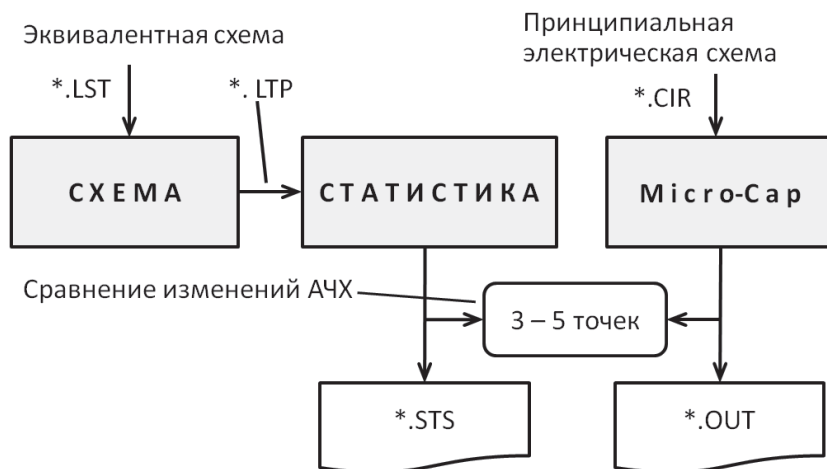 Эквивалентная схема
Принципиальная
электрическая схема
*.LST
*. LTP
*.CIR
СХЕМА
СТАТИСТИКА
Micro-Cap
Сравнение изменений АЧХ
3 – 5 точек
*.STS
*.OUT